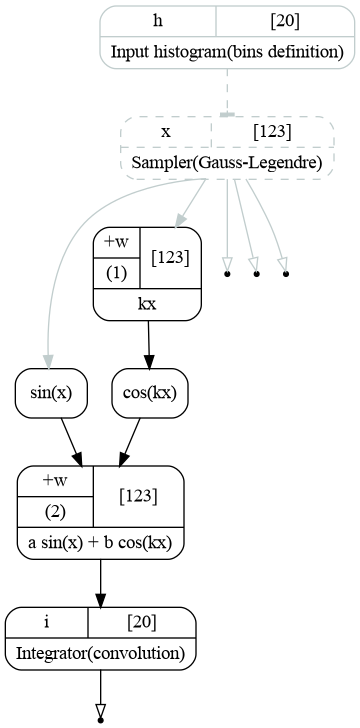 h [20]
Input histogram(bins definition)
x [123]
Sampler(Gauss-Legendre)
+w
(1)
[123]
kx
sin(x)
cos(kx)
+w
(2)
[123]
a sin(x) + b cos(kx)
i [20]
Integrator(convolution)